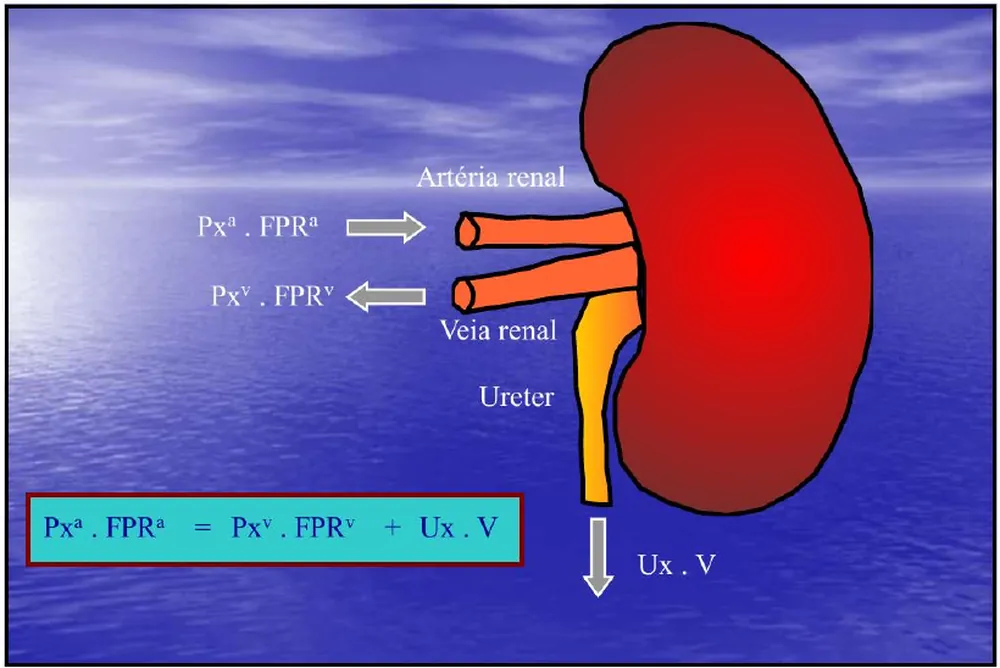 Artéria renal
Pxᵃ . FPRᵃ
Pxᵛ . FPRᵛ
Veia renal
Ureter
Pxᵃ . FPRᵃ = Pxᵛ . FPRᵛ + Ux . V
Ux . V